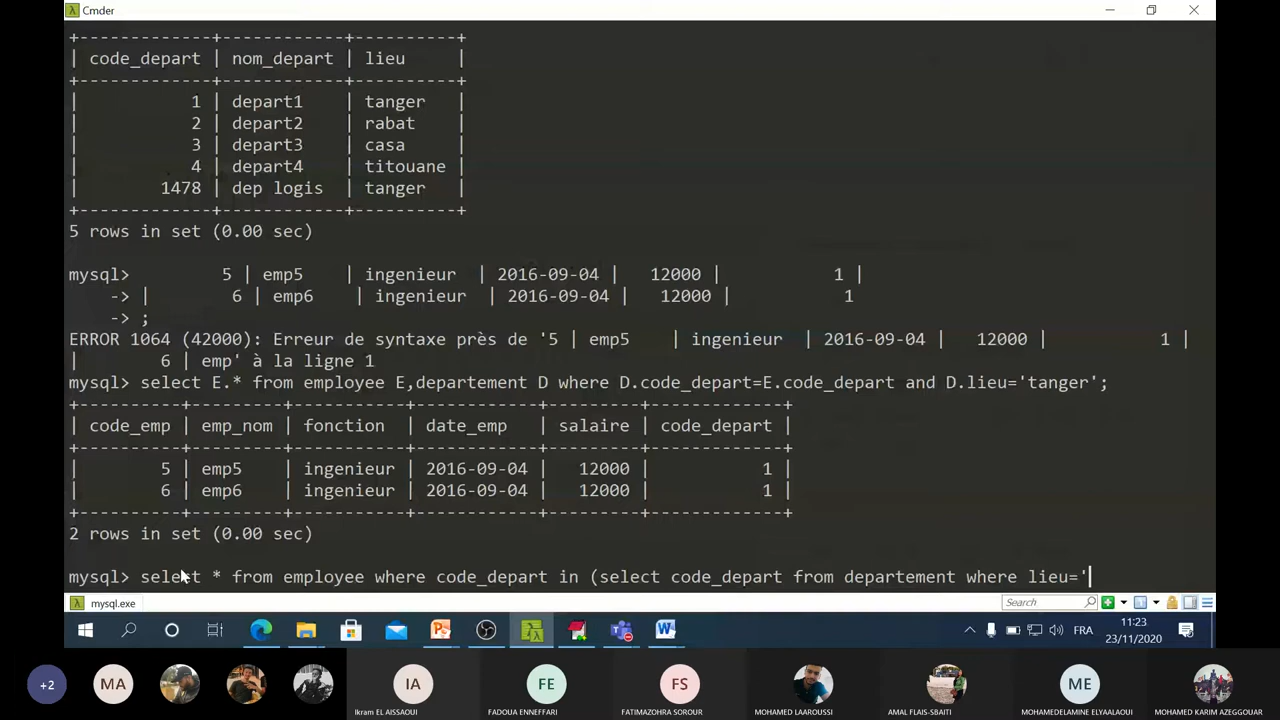 Cmder
+-------------+-------------+----------+
| code_depart | nom_depart | lieu |
+-------------+-------------+----------+
| 1 | depart1 | tanger |
| 2 | depart2 | rabat |
| 3 | depart3 | casa |
| 4 | depart4 | titouane |
| 1478 | dep logis | tanger |
+-------------+-------------+----------+
5 rows in set (0.00 sec)
mysql> 5 | emp5 | ingenieur | 2016-09-04 | 12000 | 1 |
-> | 6 | emp6 | ingenieur | 2016-09-04 | 12000 | 1
-> ;
ERROR 1064 (42000): Erreur de syntaxe près de '5 | emp5 | ingenieur | 2016-09-04 | 12000 | 1 |
| 6 | emp' à la ligne 1
mysql> select E.* from employee E,departement D where D.code_depart=E.code_depart and D.lieu='tanger';
+----------+---------+-----------+------------+---------+-------------+
| code_emp | emp_nom | fonction | date_emp | salaire | code_depart |
+----------+---------+-----------+------------+---------+-------------+
| 5 | emp5 | ingenieur | 2016-09-04 | 12000 | 1 |
| 6 | emp6 | ingenieur | 2016-09-04 | 12000 | 1 |
+----------+---------+-----------+------------+---------+-------------+
2 rows in set (0.00 sec)
mysql> select * from employee where code_depart in (select code_depart from departement where lieu='
mysql.exe
Search
FRA
11:23
23/11/2020
+2
MA
IA
FE
FS
ME
Ikram EL AISSAOUI
FADOUA ENNEFFARI
FATIMAZOHRA SOROUR
MOHAMED LAAROUSSI
AMAL FLAIS-SBAITI
MOHAMEDELAMINE ELYAALAOUI
MOHAMED KARIM AZEGGOUAR